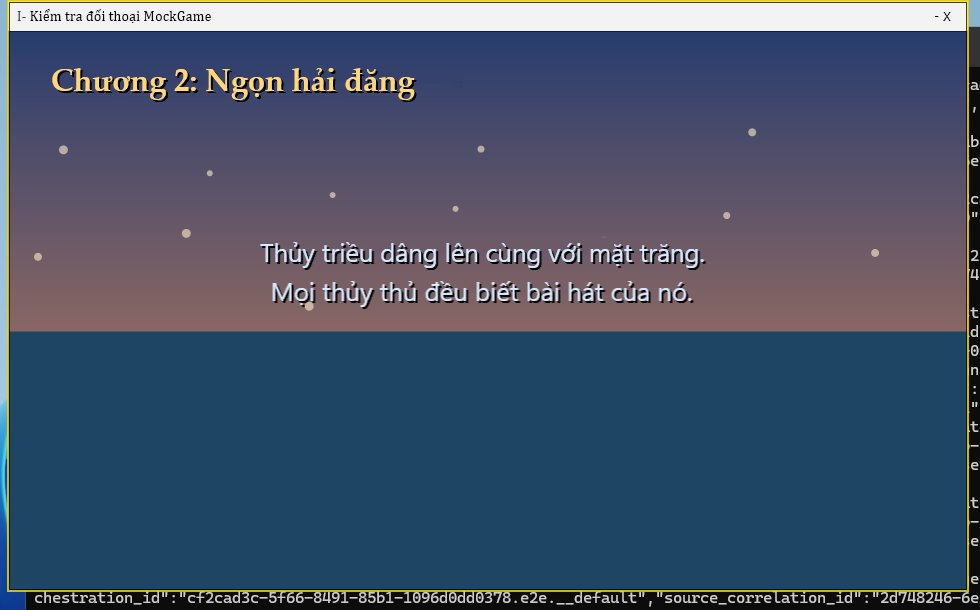 I- Kiểm tra đối thoại MockGame
- X
Chương 2: Ngọn hải đăng
Thủy triều dâng lên cùng với mặt trăng.
Mọi thủy thủ đều biết bài hát của nó.
chestration_id":"cf2cad3c-5f66-8491-85b1-1096d0dd0378.e2e.__default","source_correlation_id":"2d748246-6